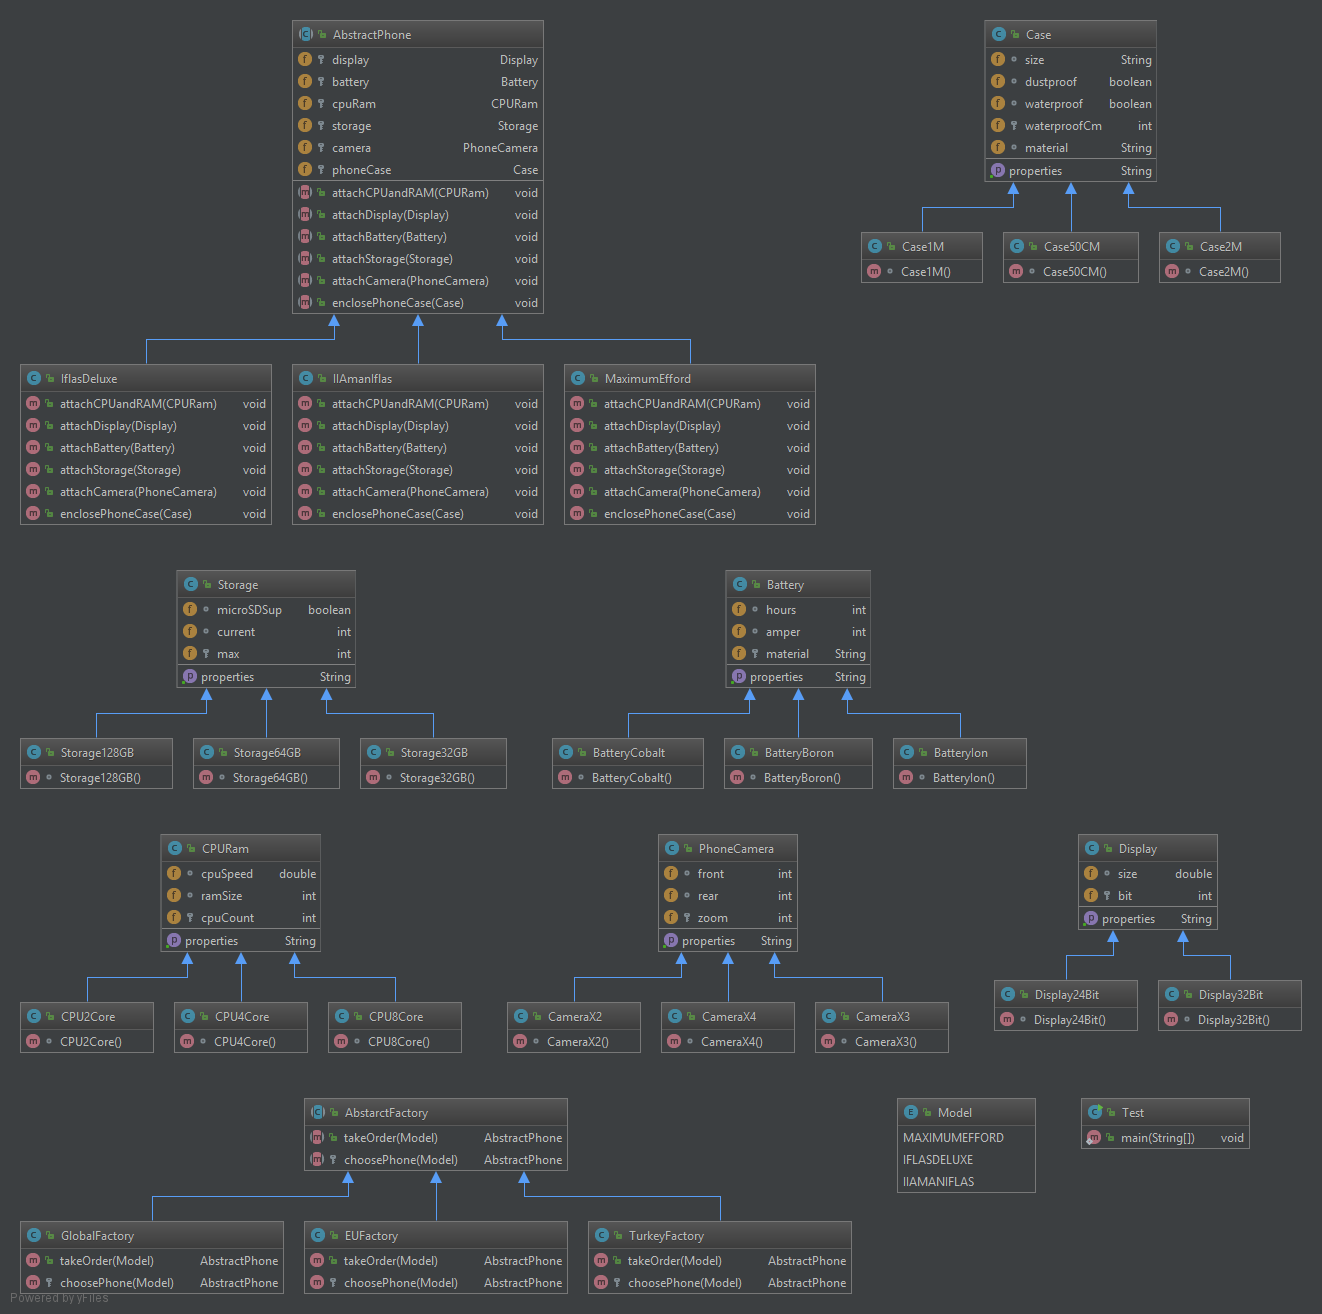 AbstractPhone
display Display
battery Battery
cpuRam CPURam
storage Storage
camera PhoneCamera
phoneCase Case
attachCPUandRAM(CPURam) void
attachDisplay(Display) void
attachBattery(Battery) void
attachStorage(Storage) void
attachCamera(PhoneCamera) void
enclosePhoneCase(Case) void
Case
size String
dustproof boolean
waterproof boolean
waterproofCm int
material String
properties String
Case1M
Case1M()
Case50CM
Case50CM()
Case2M
Case2M()
IflasDeluxe
attachCPUandRAM(CPURam) void
attachDisplay(Display) void
attachBattery(Battery) void
attachStorage(Storage) void
attachCamera(PhoneCamera) void
enclosePhoneCase(Case) void
IIAmanIflas
attachCPUandRAM(CPURam) void
attachDisplay(Display) void
attachBattery(Battery) void
attachStorage(Storage) void
attachCamera(PhoneCamera) void
enclosePhoneCase(Case) void
MaximumEfford
attachCPUandRAM(CPURam) void
attachDisplay(Display) void
attachBattery(Battery) void
attachStorage(Storage) void
attachCamera(PhoneCamera) void
enclosePhoneCase(Case) void
Storage
microSDSup boolean
current int
max int
properties String
Storage128GB
Storage128GB()
Storage64GB
Storage64GB()
Storage32GB
Storage32GB()
Battery
hours int
amper int
material String
properties String
BatteryCobalt
BatteryCobalt()
BatteryBoron
BatteryBoron()
BatteryIon
BatteryIon()
CPURam
cpuSpeed double
ramSize int
cpuCount int
properties String
CPU2Core
CPU2Core()
CPU4Core
CPU4Core()
CPU8Core
CPU8Core()
PhoneCamera
front int
rear int
zoom int
properties String
CameraX2
CameraX2()
CameraX4
CameraX4()
CameraX3
CameraX3()
Display
size double
bit int
properties String
Display24Bit
Display24Bit()
Display32Bit
Display32Bit()
AbstarctFactory
takeOrder(Model) AbstractPhone
choosePhone(Model) AbstractPhone
Model
MAXIMUMEFFORD
IFLASDELUXE
IIAMANIFLAS
Test
main(String[]) void
GlobalFactory
takeOrder(Model) AbstractPhone
choosePhone(Model) AbstractPhone
EUFactory
takeOrder(Model) AbstractPhone
choosePhone(Model) AbstractPhone
TurkeyFactory
takeOrder(Model) AbstractPhone
choosePhone(Model) AbstractPhone
Powered by yFiles